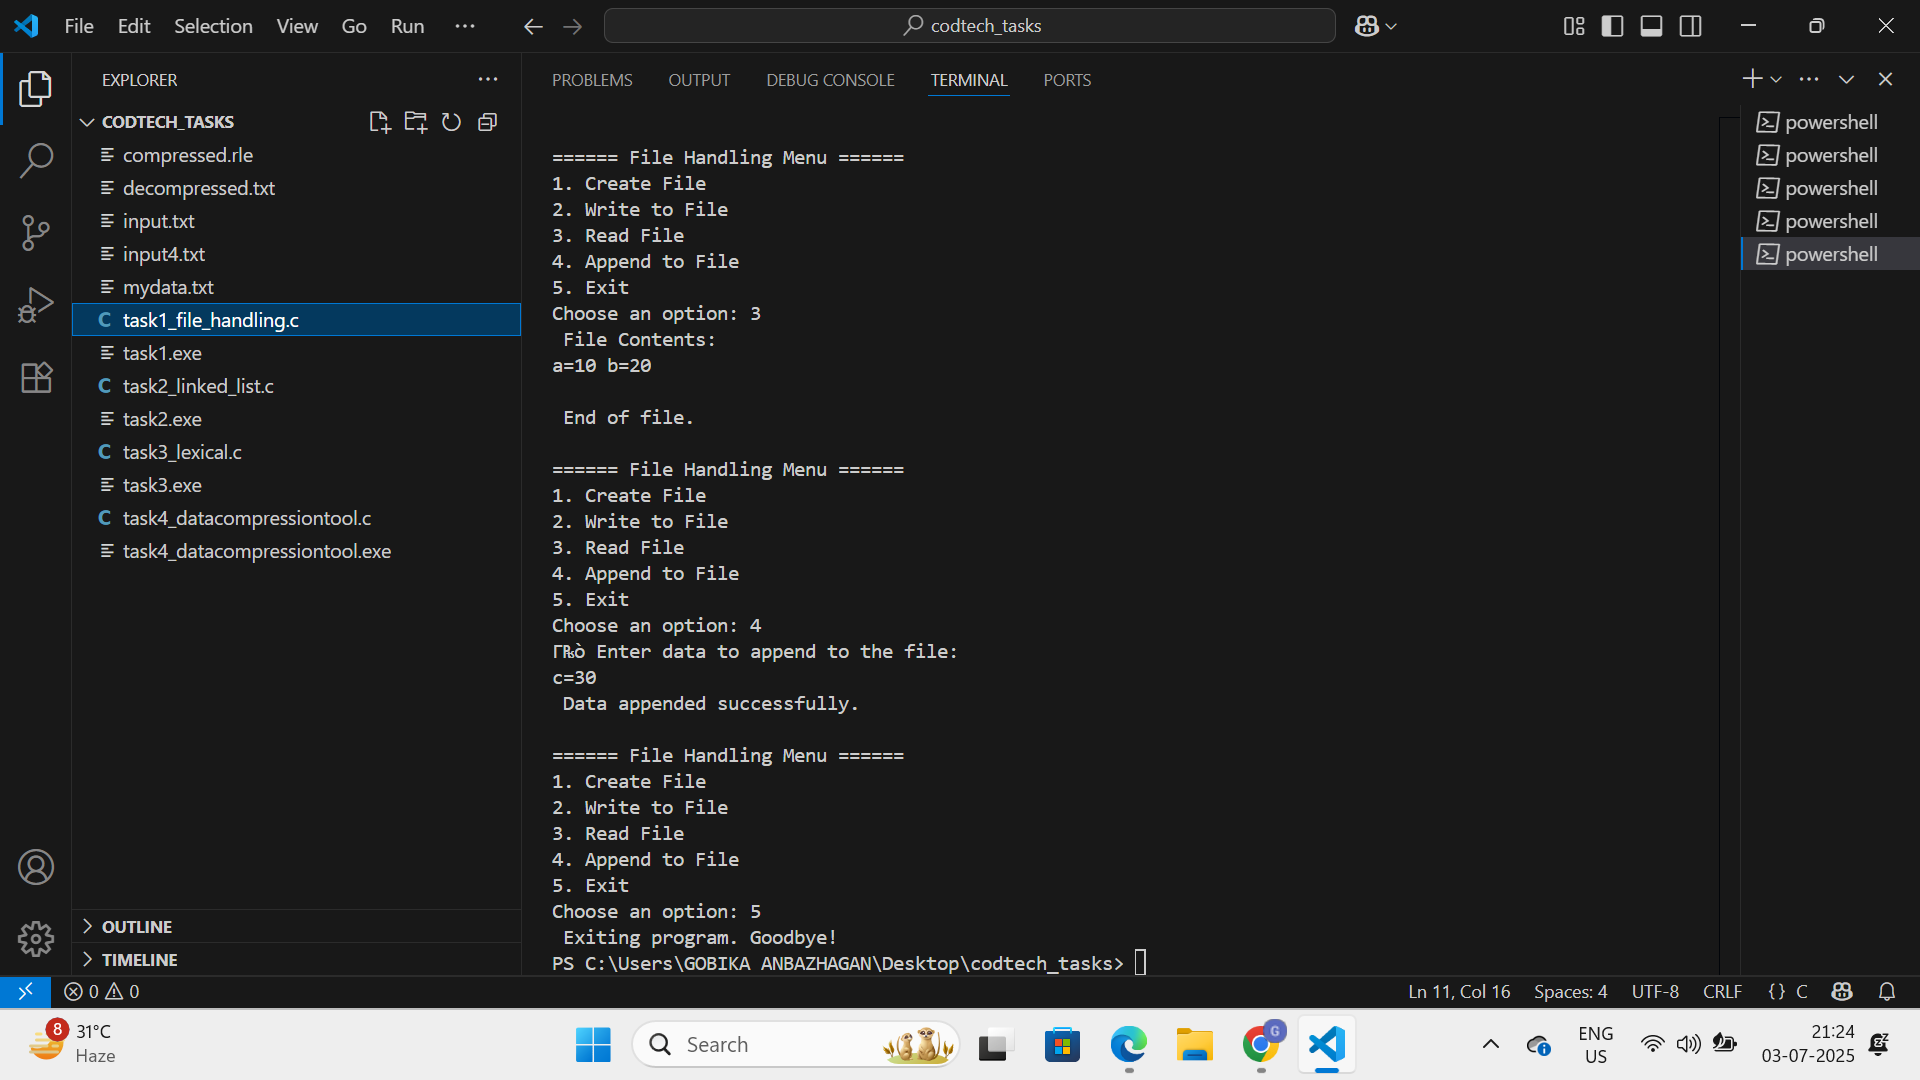 File Edit Selection View Go Run ··· codtech_tasks
EXPLORER
CODTECH_TASKS
compressed.rle
decompressed.txt
input.txt
input4.txt
mydata.txt
C task1_file_handling.c
task1.exe
C task2_linked_list.c
task2.exe
C task3_lexical.c
task3.exe
C task4_datacompressiontool.c
task4_datacompressiontool.exe
OUTLINE
TIMELINE
PROBLEMS OUTPUT DEBUG CONSOLE TERMINAL PORTS
====== File Handling Menu ======
1. Create File
2. Write to File
3. Read File
4. Append to File
5. Exit
Choose an option: 3
File Contents:
a=10 b=20
End of file.
====== File Handling Menu ======
1. Create File
2. Write to File
3. Read File
4. Append to File
5. Exit
Choose an option: 4
Enter data to append to the file:
c=30
Data appended successfully.
====== File Handling Menu ======
1. Create File
2. Write to File
3. Read File
4. Append to File
5. Exit
Choose an option: 5
Exiting program. Goodbye!
PS C:\Users\GOBIKA ANBAZHAGAN\Desktop\codtech_tasks>
powershell
powershell
powershell
powershell
powershell
0 0 Ln 11, Col 16 Spaces: 4 UTF-8 CRLF {} C
8
31°C
Haze
Search
G
ENG
US
21:24
03-07-2025